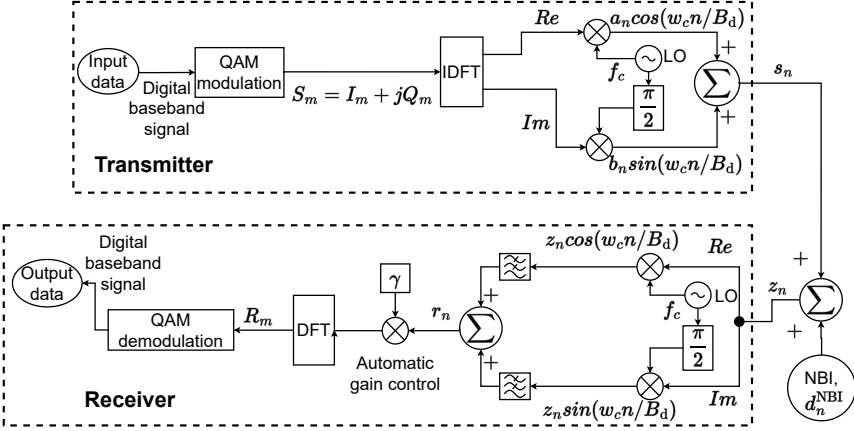 Input
data
Digital
baseband
signal
QAM
modulation
S_m = I_m + jQ_m
IDFT
Re
Im
a_n cos(w_c n/B_d)
f_c
LO
π/2
b_n sin(w_c n/B_d)
+
+
∑
s_n
Transmitter
Output
data
Digital
baseband
signal
QAM
demodulation
R_m
DFT
γ
Automatic
gain control
r_n
+
+
∑
z_n cos(w_c n/B_d)
Re
f_c
LO
π/2
z_n sin(w_c n/B_d)
Im
z_n
+
+
∑
NBI,
d_n^NBI
Receiver